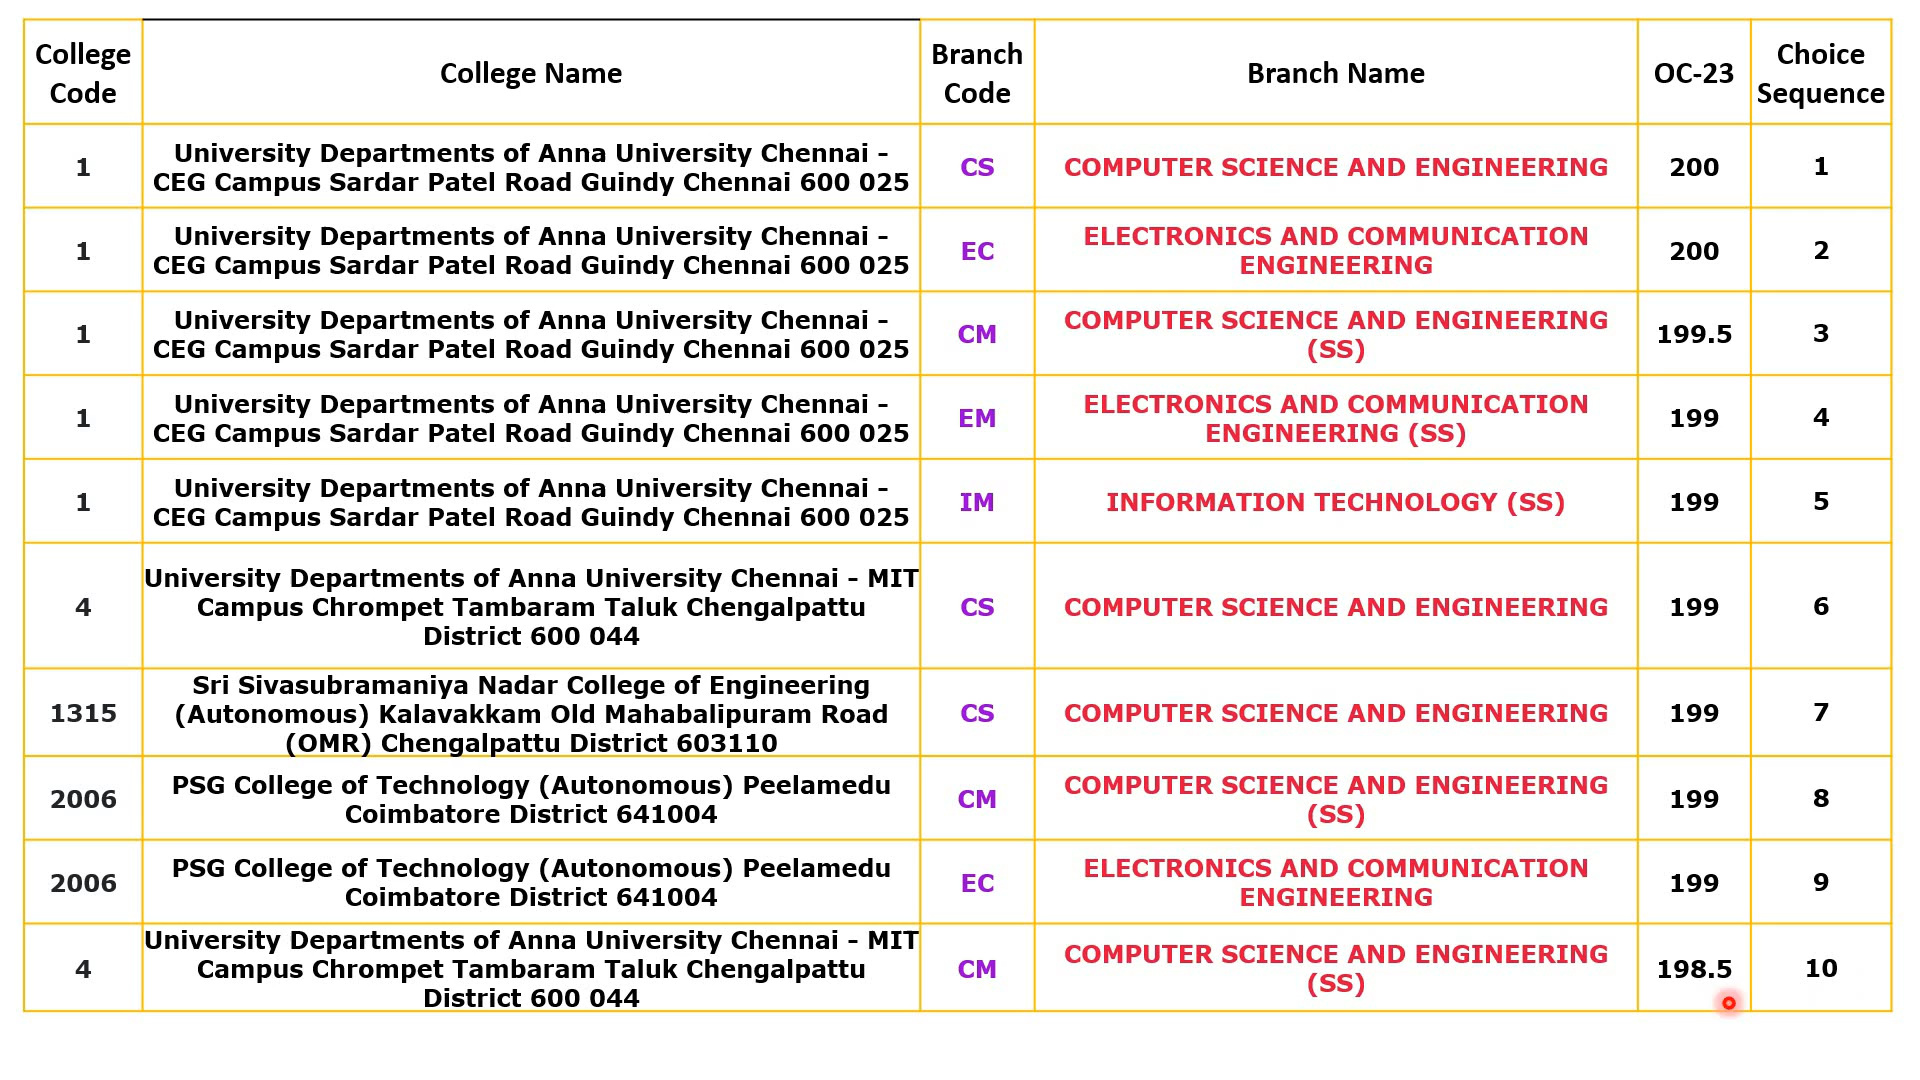 College Code
College Name
Branch Code
Branch Name
OC-23
Choice Sequence
1
University Departments of Anna University Chennai -
CEG Campus Sardar Patel Road Guindy Chennai 600 025
CS
COMPUTER SCIENCE AND ENGINEERING
200
1
1
University Departments of Anna University Chennai -
CEG Campus Sardar Patel Road Guindy Chennai 600 025
EC
ELECTRONICS AND COMMUNICATION
ENGINEERING
200
2
1
University Departments of Anna University Chennai -
CEG Campus Sardar Patel Road Guindy Chennai 600 025
CM
COMPUTER SCIENCE AND ENGINEERING
(SS)
199.5
3
1
University Departments of Anna University Chennai -
CEG Campus Sardar Patel Road Guindy Chennai 600 025
EM
ELECTRONICS AND COMMUNICATION
ENGINEERING (SS)
199
4
1
University Departments of Anna University Chennai -
CEG Campus Sardar Patel Road Guindy Chennai 600 025
IM
INFORMATION TECHNOLOGY (SS)
199
5
4
University Departments of Anna University Chennai - MIT
Campus Chrompet Tambaram Taluk Chengalpattu
District 600 044
CS
COMPUTER SCIENCE AND ENGINEERING
199
6
1315
Sri Sivasubramaniya Nadar College of Engineering
(Autonomous) Kalavakkam Old Mahabalipuram Road
(OMR) Chengalpattu District 603110
CS
COMPUTER SCIENCE AND ENGINEERING
199
7
2006
PSG College of Technology (Autonomous) Peelamedu
Coimbatore District 641004
CM
COMPUTER SCIENCE AND ENGINEERING
(SS)
199
8
2006
PSG College of Technology (Autonomous) Peelamedu
Coimbatore District 641004
EC
ELECTRONICS AND COMMUNICATION
ENGINEERING
199
9
4
University Departments of Anna University Chennai - MIT
Campus Chrompet Tambaram Taluk Chengalpattu
District 600 044
CM
COMPUTER SCIENCE AND ENGINEERING
(SS)
198.5
10